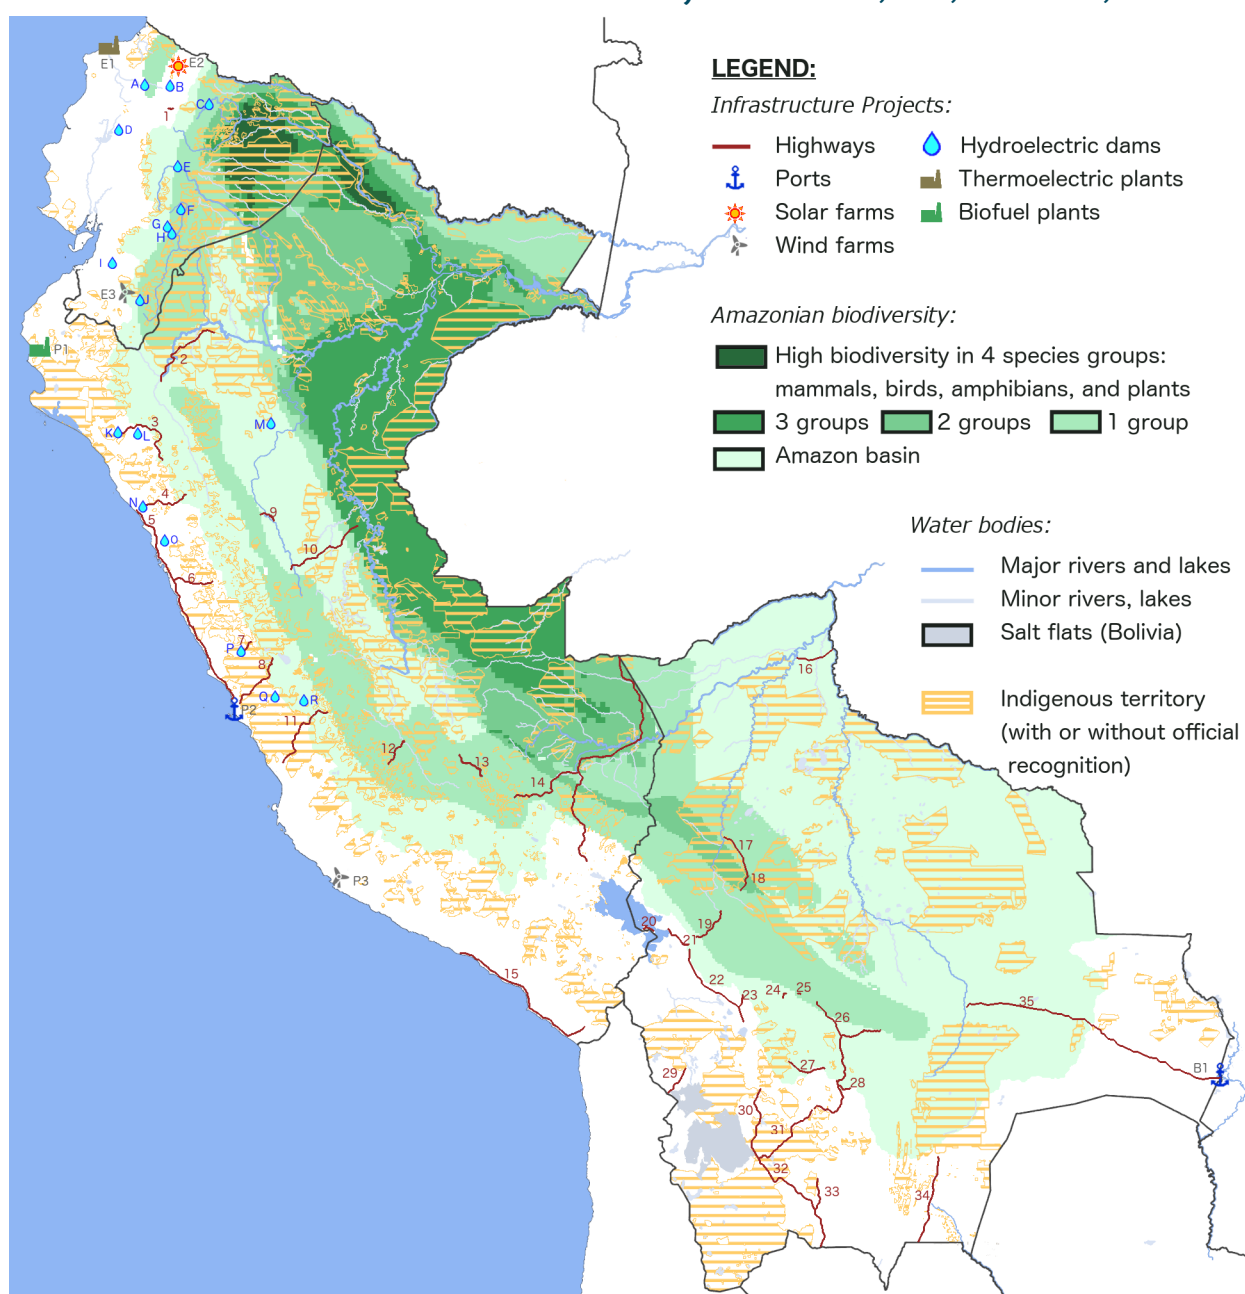 LEGEND:
Infrastructure Projects:
Highways
Hydroelectric dams
Ports
Thermoelectric plants
Solar farms
Biofuel plants
Wind farms
Amazonian biodiversity:
High biodiversity in 4 species groups:
mammals, birds, amphibians, and plants
3 groups
2 groups
1 group
Amazon basin
Water bodies:
Major rivers and lakes
Minor rivers, lakes
Salt flats (Bolivia)
Indigenous territory
(with or without official
recognition)
E1
E2
A
B
C
1
D
E
F
G
H
I
E3
J
P1
2
3
K
L
M
N
4
5
O
9
10
6
7
P
8
P2
Q
R
11
12
13
14
16
17
18
P3
19
20
21
15
22
23
24
25
26
35
27
28
29
B1
30
31
32
33
34